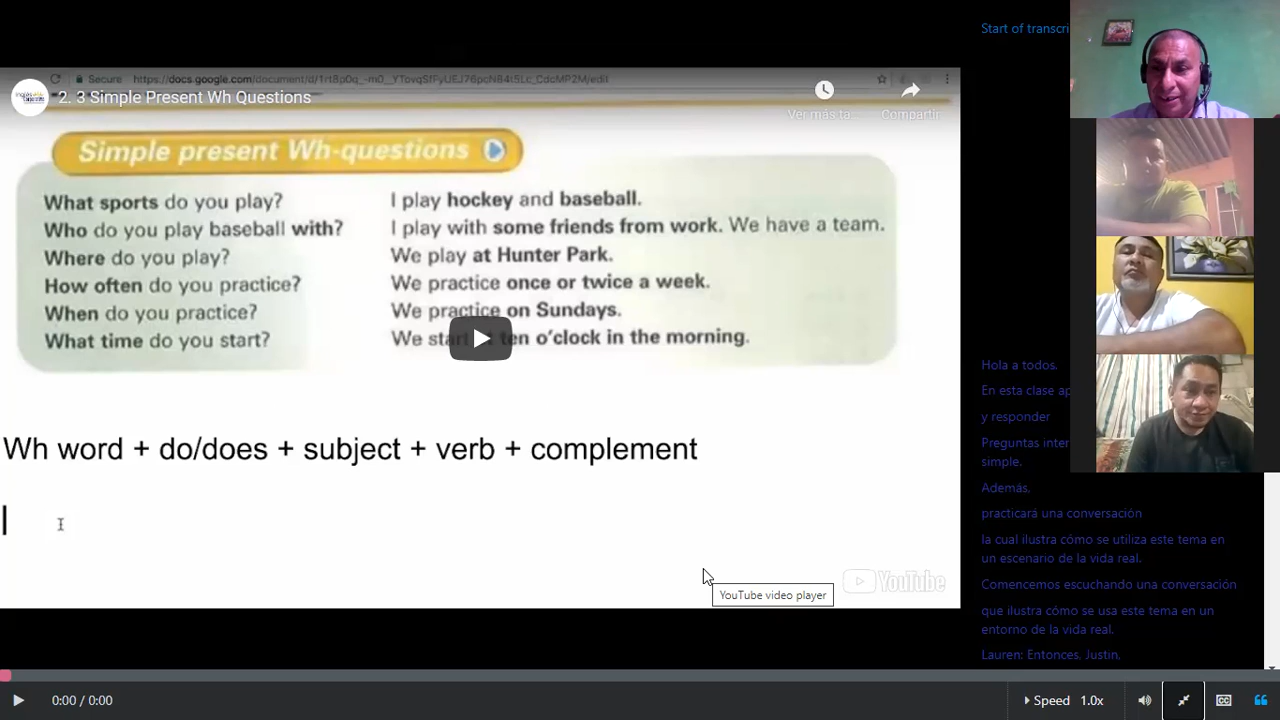 Secure https://docs.google.com/document/d/
2. 3 Simple Present Wh Questions
Ver más ta...
Compartir
Simple present Wh-questions
What sports do you play? I play hockey and baseball.
Who do you play baseball with? I play with some friends from work. We have a team.
Where do you play? We play at Hunter Park.
How often do you practice? We practice once or twice a week.
When do you practice? We practice on Sundays.
What time do you start? We start ten o'clock in the morning.
Wh word + do/does + subject + verb + complement
YouTube
YouTube video player
Start of transcri
Hola a todos.
En esta clase ap
y responder
Preguntas inter
simple.
Además,
practicará una conversación
la cual ilustra cómo se utiliza este tema en
un escenario de la vida real.
Comencemos escuchando una conversación
que ilustra cómo se usa este tema en un
entorno de la vida real.
Lauren: Entonces, Justin,
0:00 / 0:00
Speed 1.0x
CC